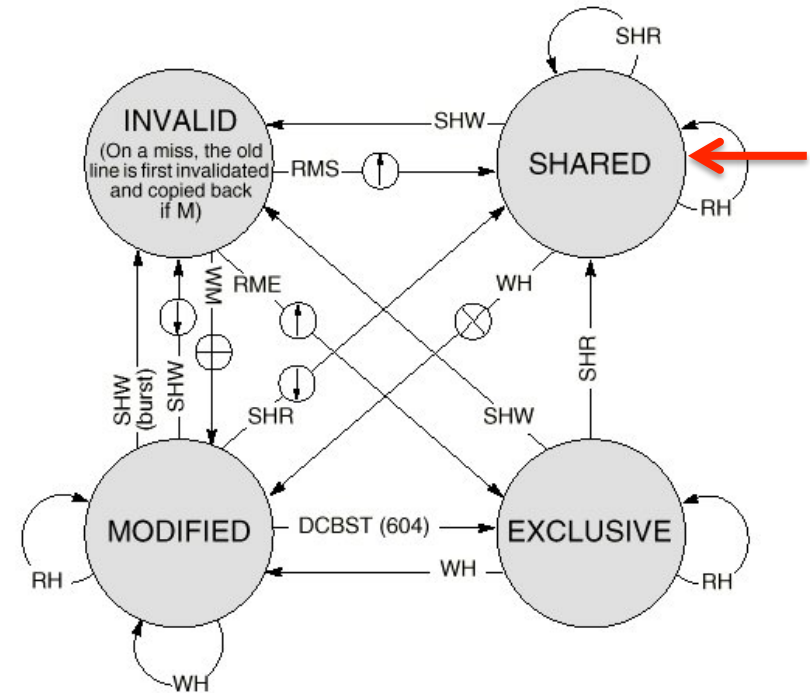 SHR
INVALID
(On a miss, the old
line is first invalidated
and copied back
if M)
SHW
RMS
SHARED
RH
WM
RME
WH
SHR
SHW
(burst)
SHW
SHR
SHW
MODIFIED
DCBST (604)
EXCLUSIVE
RH
WH
RH
WH